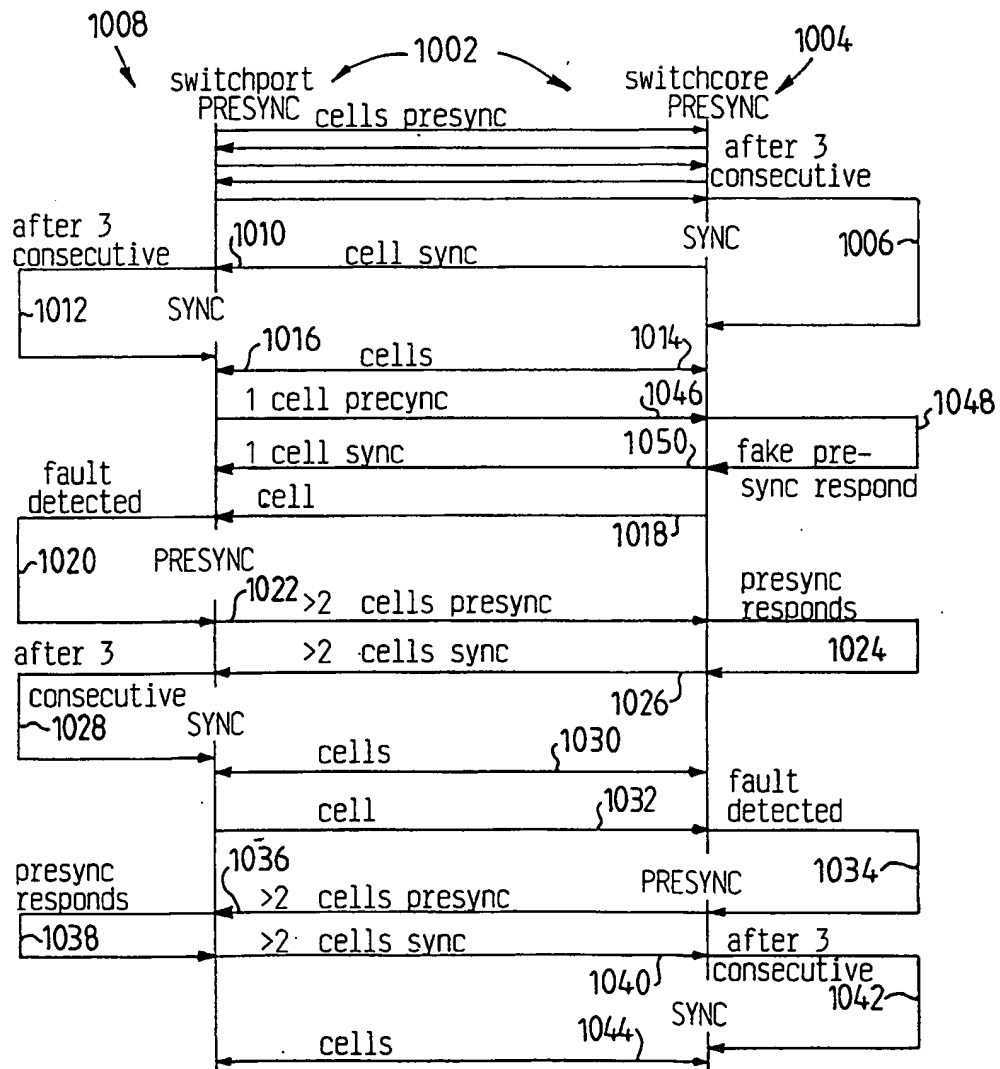 1008
1002
1004
switchport
PRESYNC
switchcore
PRESYNC
cells presync
after 3
consecutive
after 3
consecutive
1010
cell sync
SYNC
1006
1012
SYNC
1016
cells
1014
1 cell precync
1046
1048
1 cell sync
1050
fake pre-
sync respond
fault
detected
cell
1018
1020
PRESYNC
1022
>2 cells presync
presync
responds
after 3
consecutive
>2 cells sync
1024
1026
1028
SYNC
cells
1030
cell
1032
fault
detected
presync
responds
1036
>2 cells presync
PRESYNC
1034
1038
>2 cells sync
1040
after 3
consecutive
1042
SYNC
cells
1044